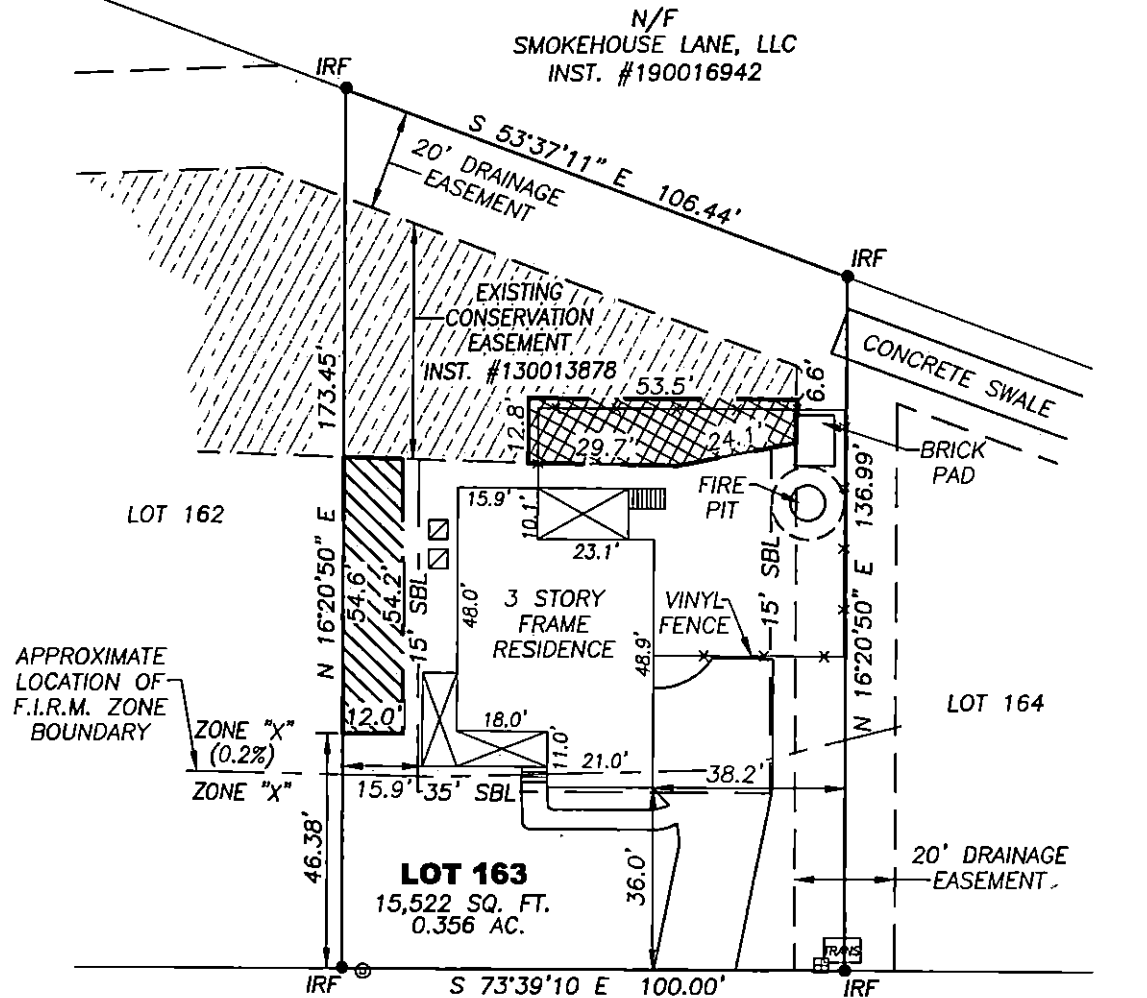 N/F
SMOKEHOUSE LANE, LLC
INST. #190016942
IRF
S 53°37'11" E 106.44'
20' DRAINAGE
EASEMENT
IRF
EXISTING
CONSERVATION
EASEMENT
INST. #130013878
CONCRETE SWALE
53.5'
6.6'
12.8'
29.7'
24.1'
BRICK
PAD
FIRE
PIT
N 16°20'50" E 173.45'
N 16°20'50" E 136.99'
LOT 162
15.9'
10.1'
23.1'
54.6'
54.2'
15' SBL
48.0'
3 STORY
FRAME
RESIDENCE
48.9'
VINYL
FENCE
15' SBL
APPROXIMATE
LOCATION OF
F.I.R.M. ZONE
BOUNDARY
LOT 164
12.0'
18.0'
11.0'
21.0'
ZONE "X"
(0.2%)
ZONE "X"
15.9'
35' SBL
38.2'
46.38'
36.0'
LOT 163
15,522 SQ. FT.
0.356 AC.
20' DRAINAGE
EASEMENT
TRANS
IRF
S 73°39'10 E 100.00'
IRF